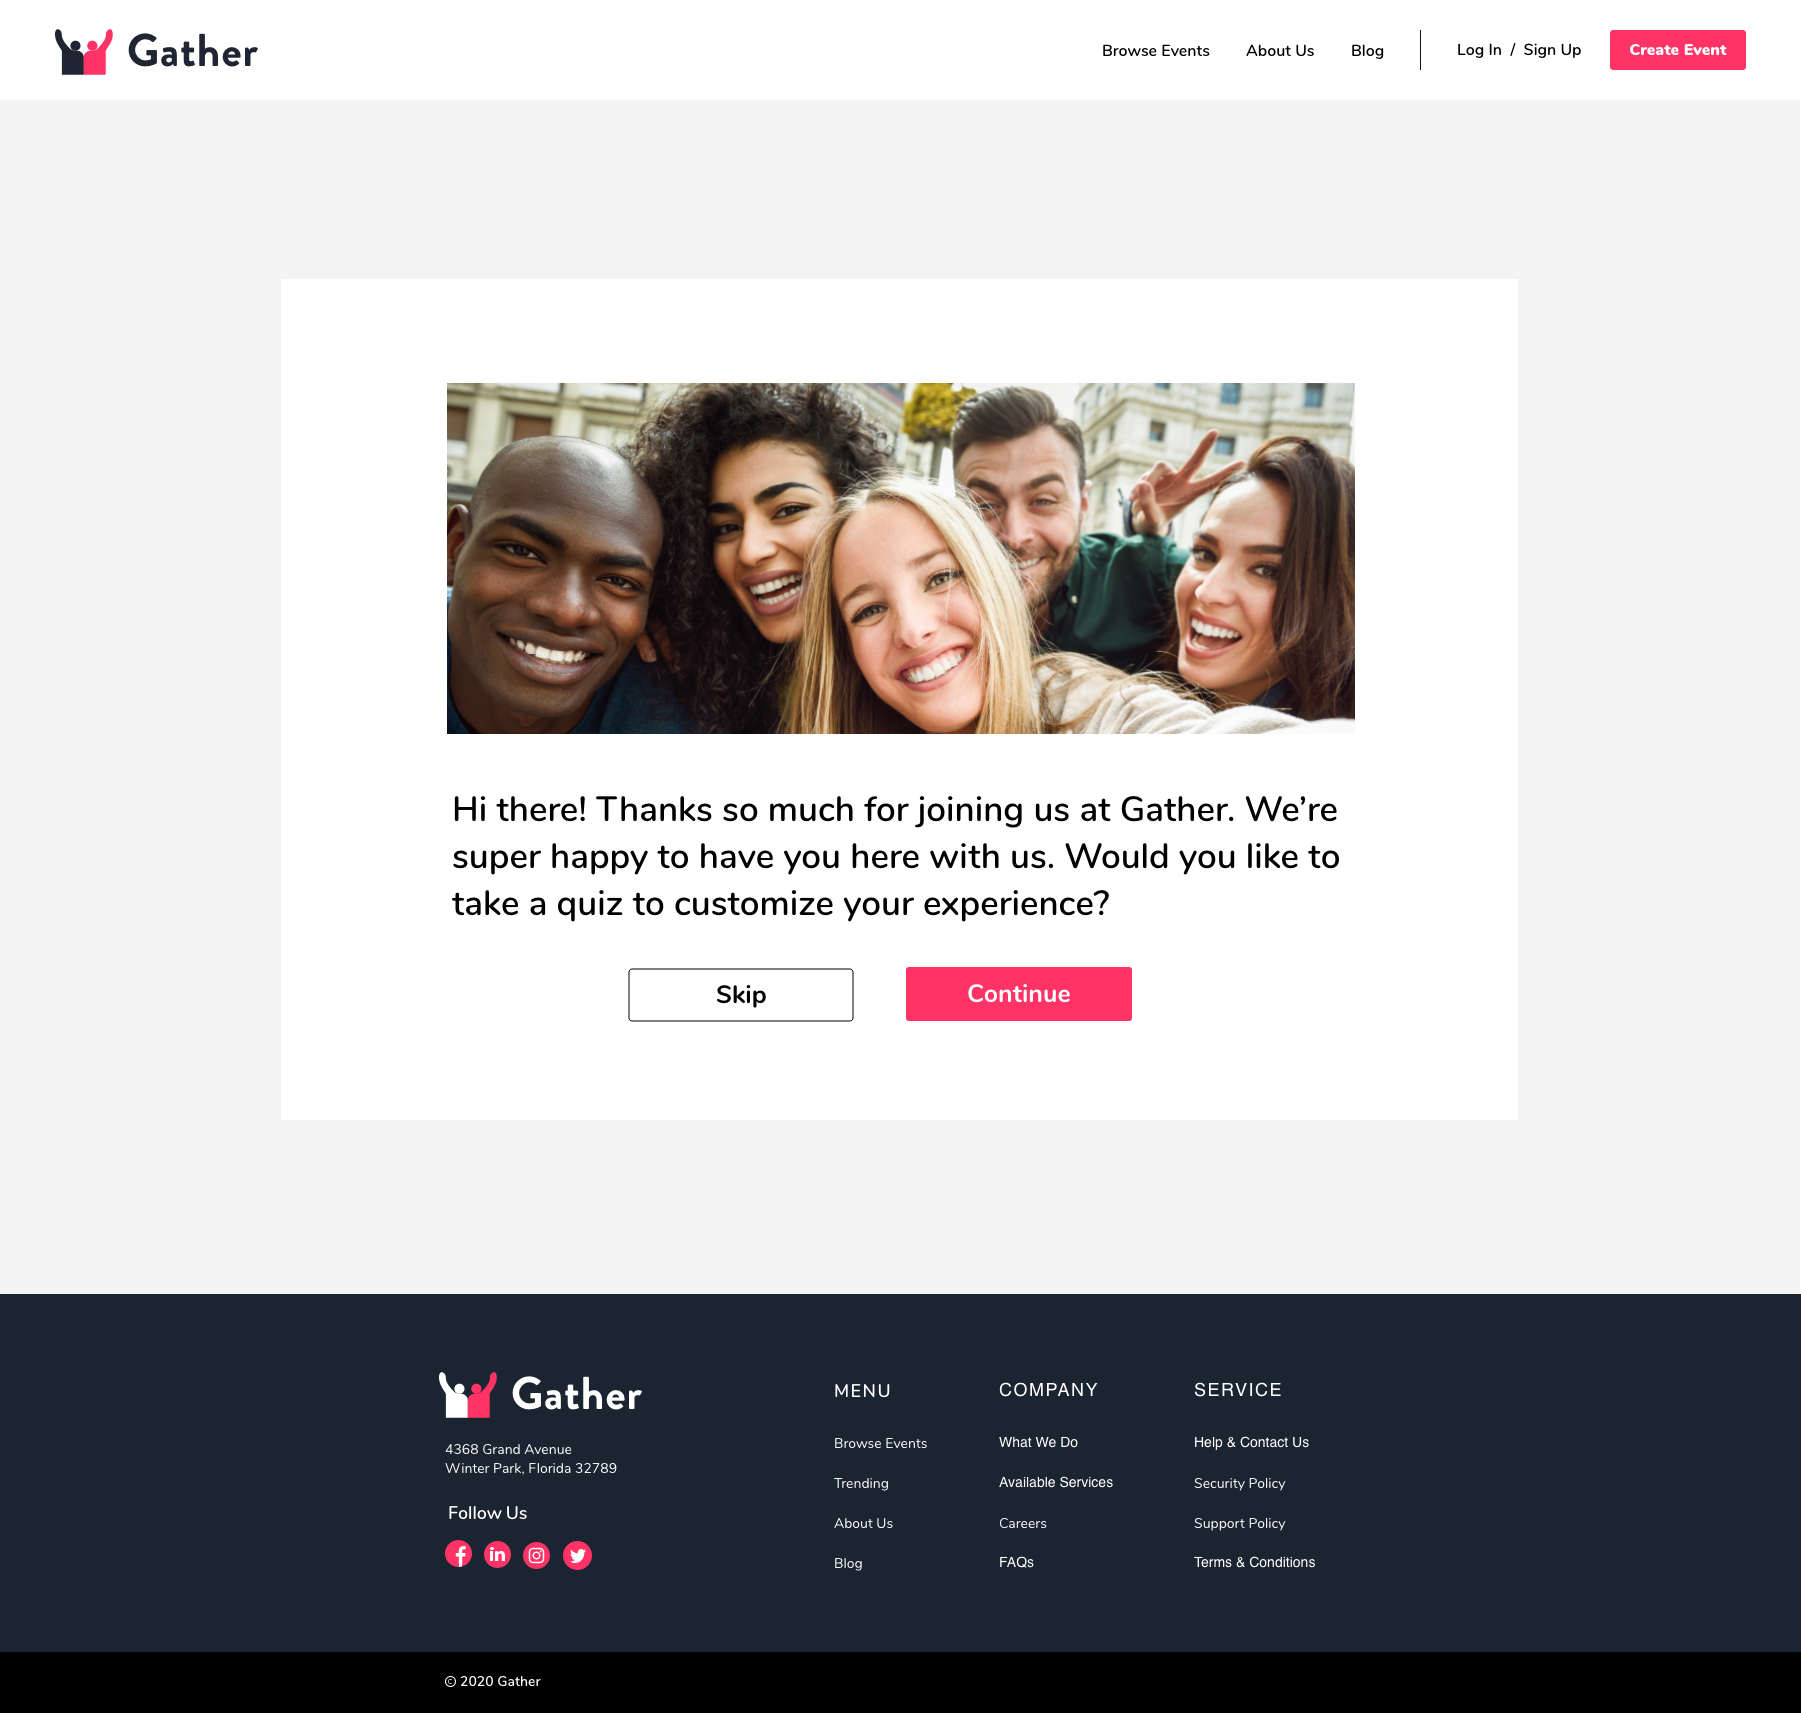 Gather
Browse Events
About Us
Blog
Log In / Sign Up
Create Event
Hi there! Thanks so much for joining us at Gather. We’re
super happy to have you here with us. Would you like to
take a quiz to customize your experience?
Skip
Continue
Gather
4368 Grand Avenue
Winter Park, Florida 32789
Follow Us
MENU
Browse Events
Trending
About Us
Blog
COMPANY
What We Do
Available Services
Careers
FAQs
SERVICE
Help & Contact Us
Security Policy
Support Policy
Terms & Conditions
© 2020 Gather